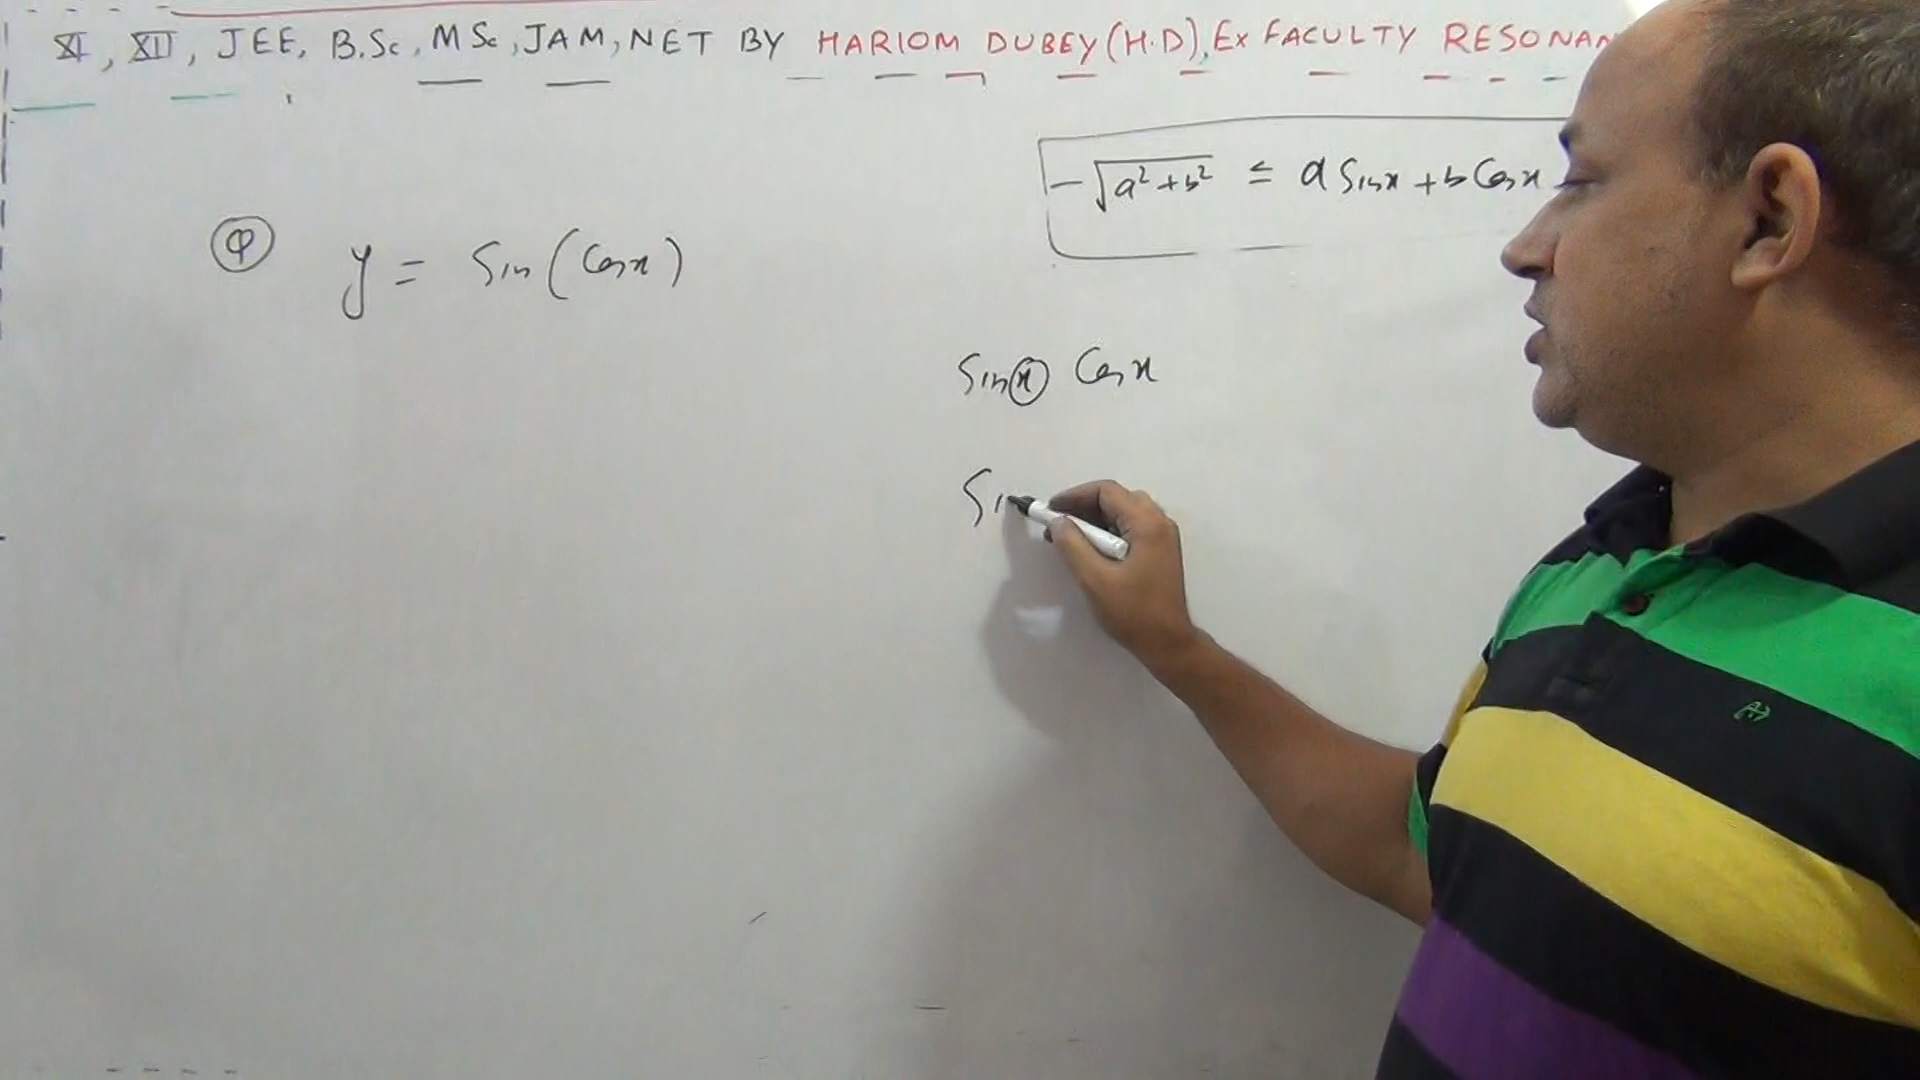 XI, XII, JEE, B.Sc, MSc, JAM, NET BY HARIOM DUBEY (H.D), Ex FACULTY RESONAN
-√a²+b² ≤ a Sinx + b Cosx
Q y = Sin (Cosx)
Sinx Cosx
Sin